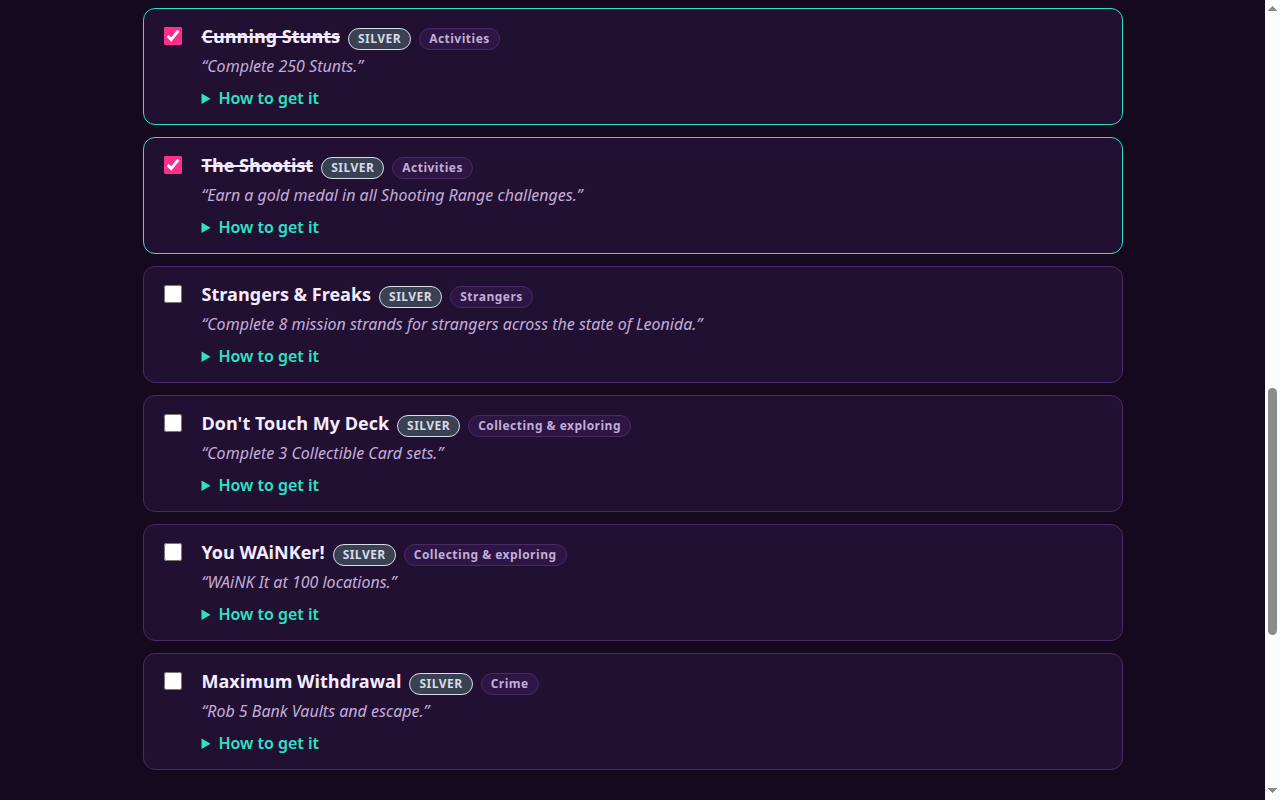 Cunning Stunts SILVER Activities
“Complete 250 Stunts.”
How to get it
The Shootist SILVER Activities
“Earn a gold medal in all Shooting Range challenges.”
How to get it
Strangers & Freaks SILVER Strangers
“Complete 8 mission strands for strangers across the state of Leonida.”
How to get it
Don't Touch My Deck SILVER Collecting & exploring
“Complete 3 Collectible Card sets.”
How to get it
You WAiNKer! SILVER Collecting & exploring
“WAiNK It at 100 locations.”
How to get it
Maximum Withdrawal SILVER Crime
“Rob 5 Bank Vaults and escape.”
How to get it